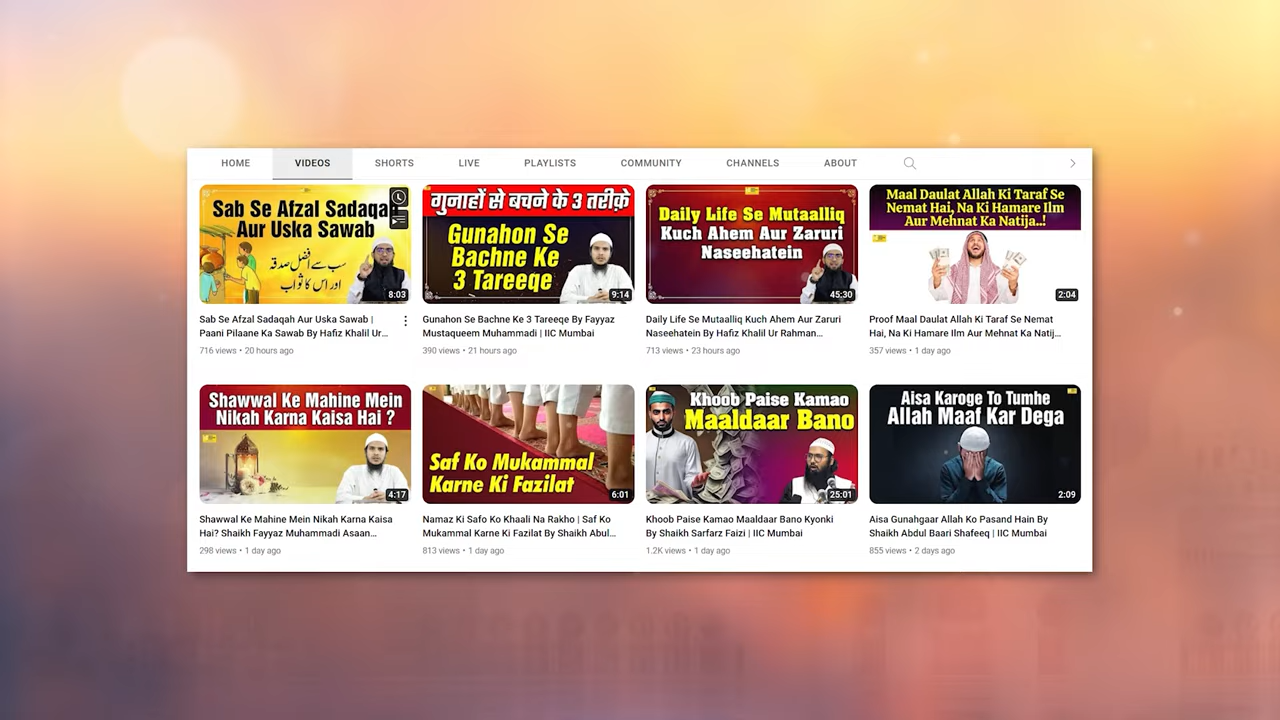 HOME VIDEOS SHORTS LIVE PLAYLISTS COMMUNITY CHANNELS ABOUT
Sab Se Afzal Sadaqa
Aur Uska Sawab
سب سے افضل صدقہ
اور اس کا ثواب
8:03
Sab Se Afzal Sadaqah Aur Uska Sawab |
Paani Pilaane Ka Sawab By Hafiz Khalil Ur...
716 views • 20 hours ago
गुनाहों से बचने के 3 तरीक़े
Gunahon Se
Bachne Ke
3 Tareeqe
9:14
Gunahon Se Bachne Ke 3 Tareeqe By Fayyaz
Mustaqueem Muhammadi | IIC Mumbai
390 views • 21 hours ago
Daily Life Se Mutaalliq
Kuch Ahem Aur Zaruri
Naseehatein
45:30
Daily Life Se Mutaalliq Kuch Ahem Aur Zaruri
Naseehatein By Hafiz Khalil Ur Rahman...
713 views • 23 hours ago
Maal Daulat Allah Ki Taraf Se
Nemat Hai, Na Ki Hamare Ilm
Aur Mehnat Ka Natija..!
2:04
Proof Maal Daulat Allah Ki Taraf Se Nemat
Hai, Na Ki Hamare Ilm Aur Mehnat Ka Natij...
357 views • 1 day ago
Shawwal Ke Mahine Mein
Nikah Karna Kaisa Hai ?
4:17
Shawwal Ke Mahine Mein Nikah Karna Kaisa
Hai? Shaikh Fayyaz Muhammadi Asaan...
298 views • 1 day ago
Saf Ko Mukammal
Karne Ki Fazilat
6:01
Namaz Ki Safo Ko Khaali Na Rakho | Saf Ko
Mukammal Karne Ki Fazilat By Shaikh Abul...
813 views • 1 day ago
Khoob Paise Kamao
Maaldaar Bano
25:01
Khoob Paise Kamao Maaldaar Bano Kyonki
By Shaikh Sarfarz Faizi | IIC Mumbai
1.2K views • 1 day ago
Aisa Karoge To Tumhe
Allah Maaf Kar Dega
2:09
Aisa Gunahgaar Allah Ko Pasand Hain By
Shaikh Abdul Baari Shafeeq | IIC Mumbai
855 views • 2 days ago